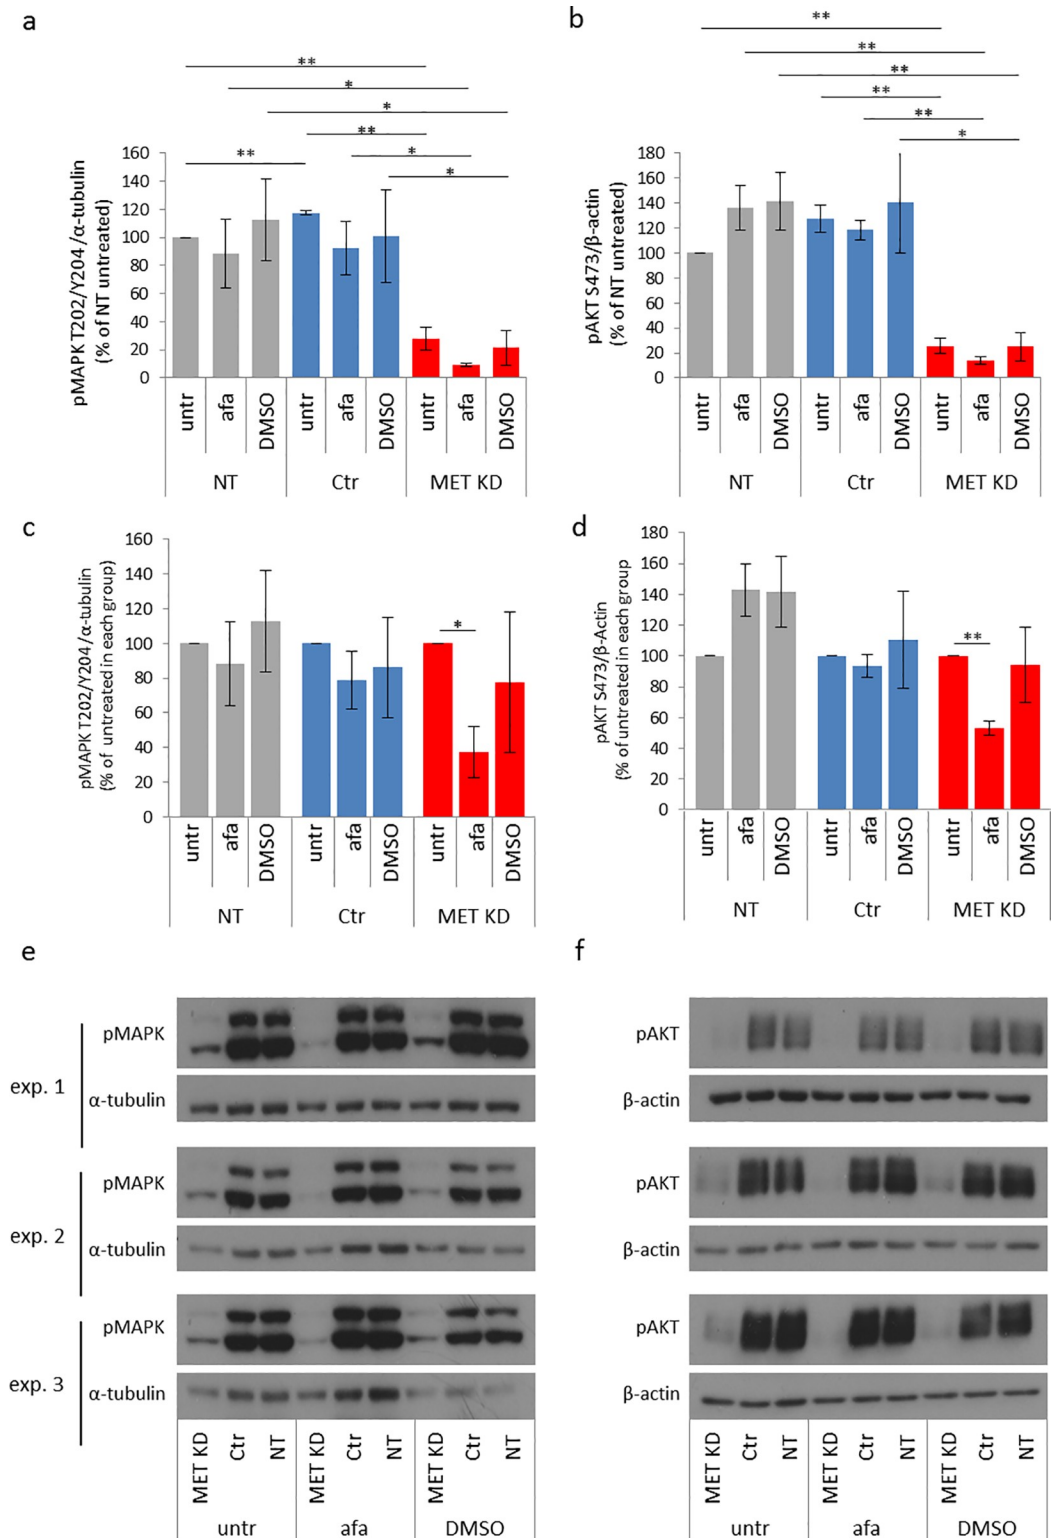 a
**
*
*
**
*
*
**
pMAPK T202/Y204 /α-tubulin
(% of NT untreated)
160
140
120
100
80
60
40
20
0
untr
afa
DMSO
untr
afa
DMSO
untr
afa
DMSO
NT
Ctr
MET KD
b
**
**
**
**
**
*
pAKT S473/β-actin
(% of NT untreated)
180
160
140
120
100
80
60
40
20
0
untr
afa
DMSO
untr
afa
DMSO
untr
afa
DMSO
NT
Ctr
MET KD
c
pMAPK T202/Y204 /α-tubulin
(% of untreated in each group)
160
140
120
100
80
60
40
20
0
*
untr
afa
DMSO
untr
afa
DMSO
untr
afa
DMSO
NT
Ctr
MET KD
d
pAKT S473/β-Actin
(% of untreated in each group
180
160
140
120
100
80
60
40
20
0
**
untr
afa
DMSO
untr
afa
DMSO
untr
afa
DMSO
NT
Ctr
MET KD
e
exp. 1
pMAPK
α-tubulin
exp. 2
pMAPK
α-tubulin
exp. 3
pMAPK
α-tubulin
MET KD
Ctr
NT
MET KD
Ctr
NT
MET KD
Ctr
NT
untr
afa
DMSO
f
pAKT
β-actin
pAKT
β-actin
pAKT
β-actin
MET KD
Ctr
NT
MET KD
Ctr
NT
MET KD
Ctr
NT
untr
afa
DMSO